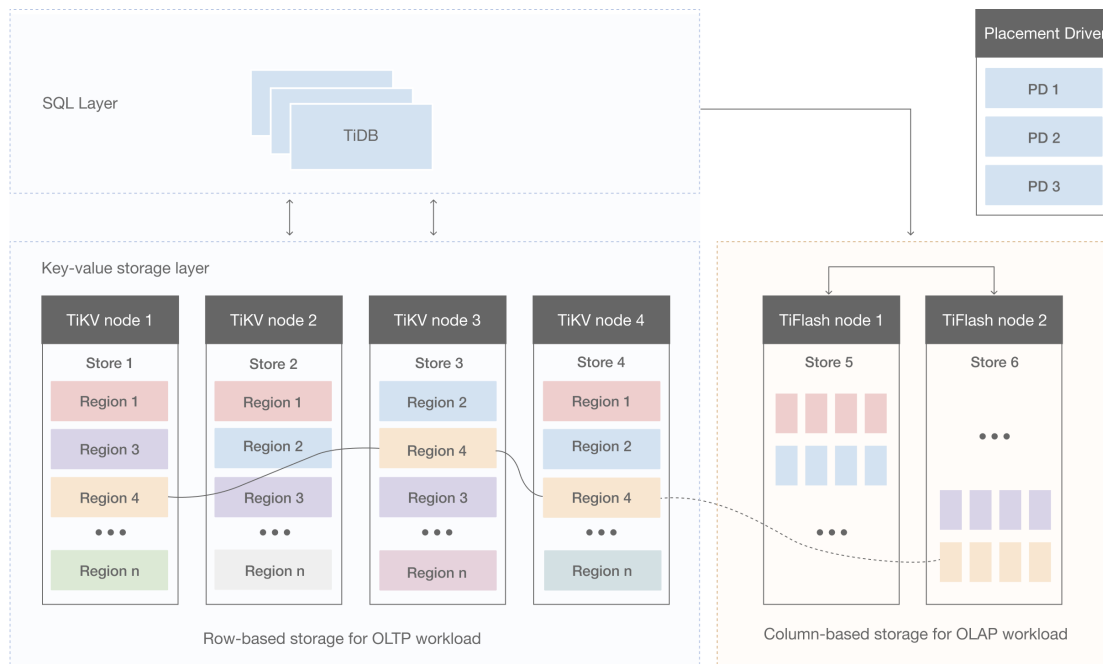 SQL Layer
TiDB
Placement Driver
PD 1
PD 2
PD 3
Key-value storage layer
TiKV node 1
Store 1
Region 1
Region 3
Region 4
Region n
TiKV node 2
Store 2
Region 1
Region 2
Region 3
Region n
TiKV node 3
Store 3
Region 2
Region 4
Region 3
Region n
TiKV node 4
Store 4
Region 1
Region 2
Region 4
Region n
Row-based storage for OLTP workload
TiFlash node 1
Store 5
TiFlash node 2
Store 6
Column-based storage for OLAP workload